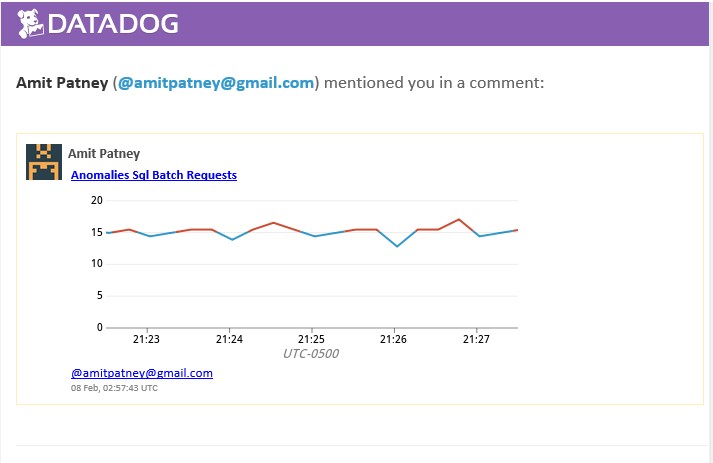 DATADOG
Amit Patney (@amitpatney@gmail.com) mentioned you in a comment:
Amit Patney
Anomalies Sql Batch Requests
20
15
10
5
0
21:23 21:24 21:25 21:26 21:27
UTC-0500
@amitpatney@gmail.com
08 Feb, 02:57:43 UTC